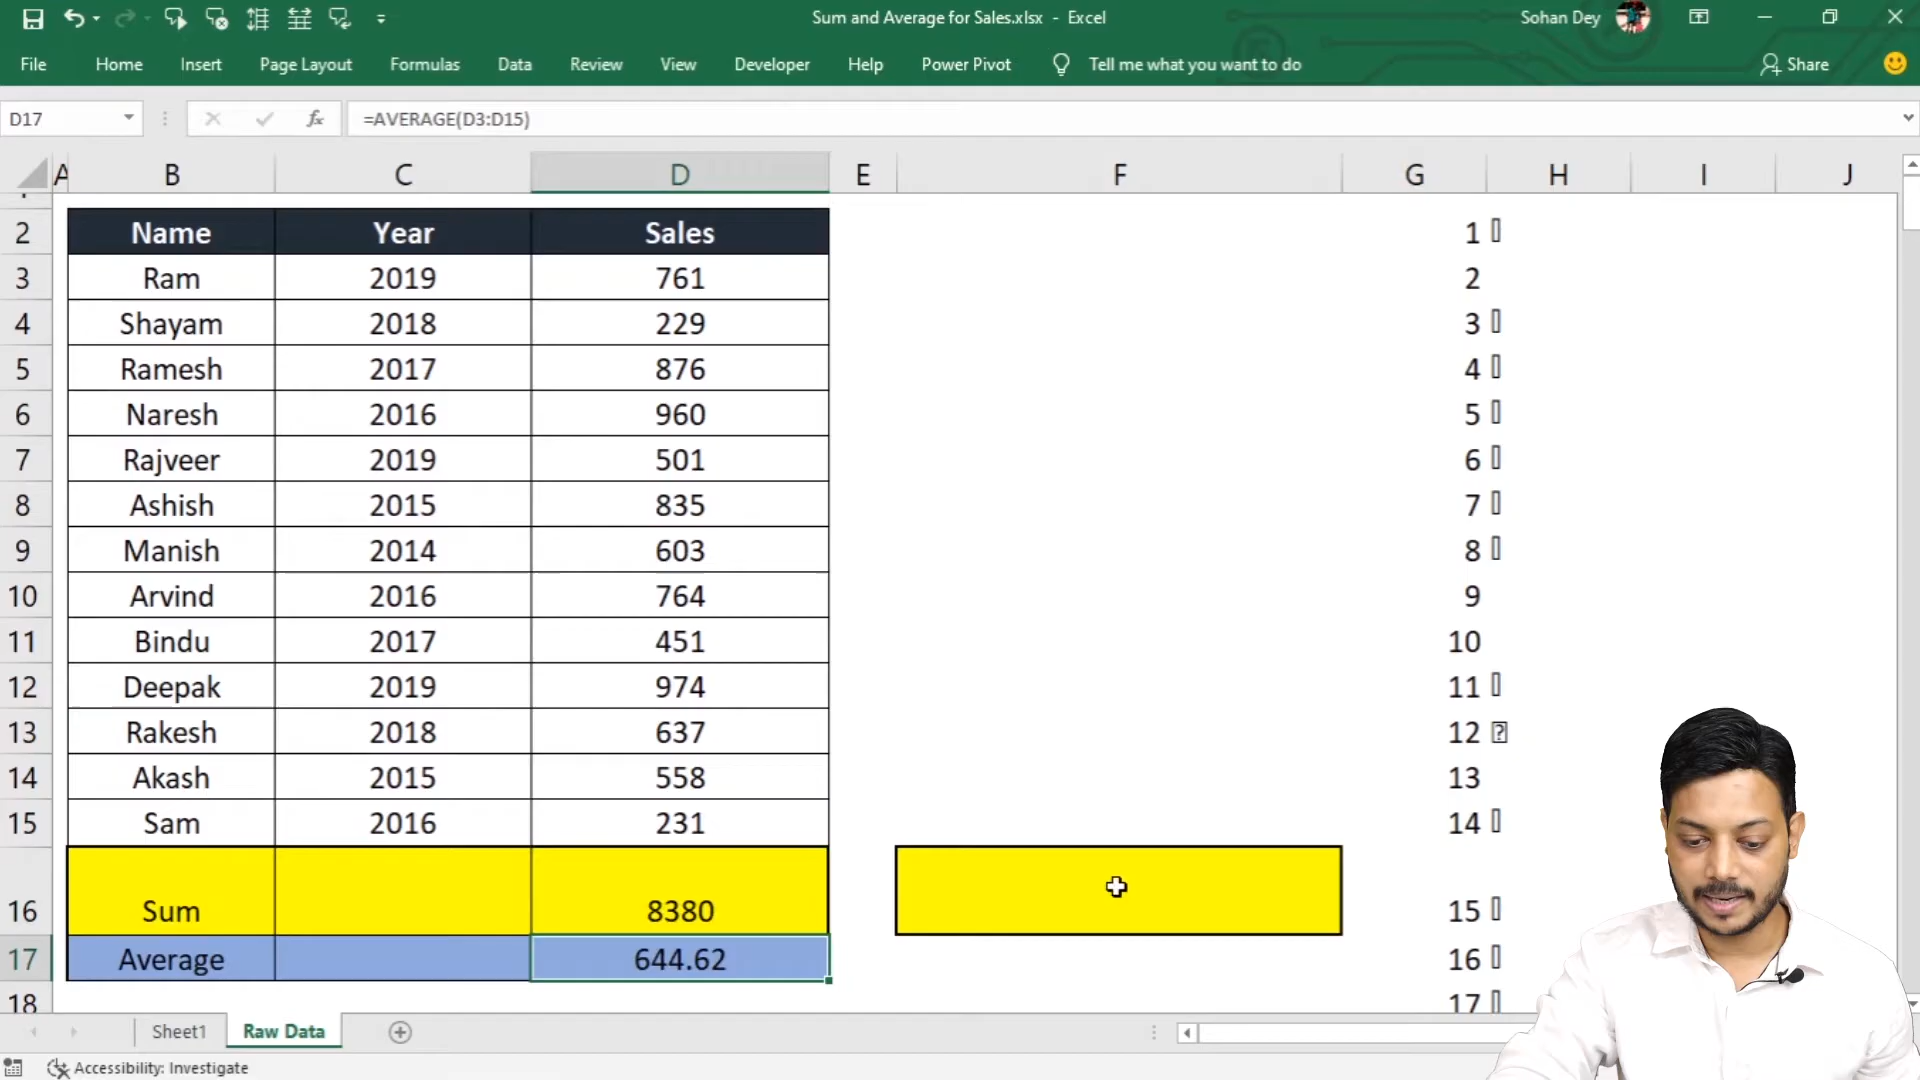 Sum and Average for Sales.xlsx - Excel
Sohan Dey
File Home Insert Page Layout Formulas Data Review View Developer Help Power Pivot Tell me what you want to do Share
D17 fx =AVERAGE(D3:D15)
A B C D E F G H I J
2 Name Year Sales 1
3 Ram 2019 761 2
4 Shayam 2018 229 3
5 Ramesh 2017 876 4
6 Naresh 2016 960 5
7 Rajveer 2019 501 6
8 Ashish 2015 835 7
9 Manish 2014 603 8
10 Arvind 2016 764 9
11 Bindu 2017 451 10
12 Deepak 2019 974 11
13 Rakesh 2018 637 12 ?
14 Akash 2015 558 13
15 Sam 2016 231 14
16 Sum 8380 15
17 Average 644.62 16
18 17
Sheet1 Raw Data
Accessibility: Investigate